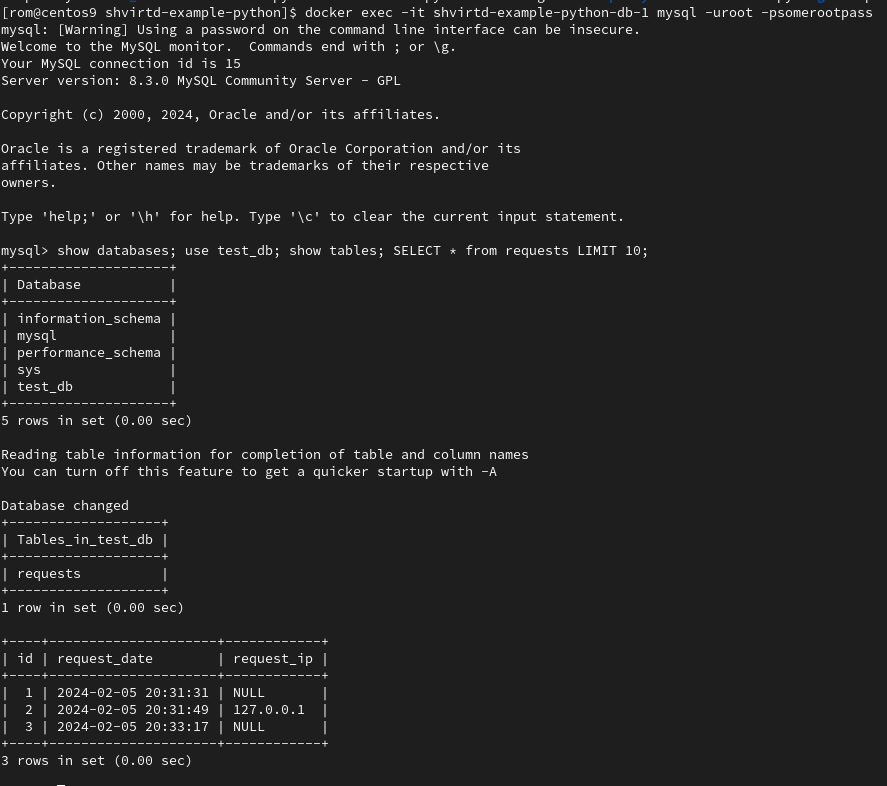 [rom@centos9 shvirtd-example-python]$ docker exec -it shvirtd-example-python-db-1 mysql -uroot -psomerootpass
mysql: [Warning] Using a password on the command line interface can be insecure.
Welcome to the MySQL monitor.  Commands end with ; or \g.
Your MySQL connection id is 15
Server version: 8.3.0 MySQL Community Server - GPL

Copyright (c) 2000, 2024, Oracle and/or its affiliates.

Oracle is a registered trademark of Oracle Corporation and/or its
affiliates. Other names may be trademarks of their respective
owners.

Type 'help;' or '\h' for help. Type '\c' to clear the current input statement.

mysql> show databases; use test_db; show tables; SELECT * from requests LIMIT 10;
+--------------------+
| Database           |
+--------------------+
| information_schema |
| mysql              |
| performance_schema |
| sys                |
| test_db            |
+--------------------+
5 rows in set (0.00 sec)

Reading table information for completion of table and column names
You can turn off this feature to get a quicker startup with -A

Database changed
+-------------------+
| Tables_in_test_db |
+-------------------+
| requests          |
+-------------------+
1 row in set (0.00 sec)

+----+---------------------+------------+
| id | request_date        | request_ip |
+----+---------------------+------------+
|  1 | 2024-02-05 20:31:31 | NULL       |
|  2 | 2024-02-05 20:31:49 | 127.0.0.1  |
|  3 | 2024-02-05 20:33:17 | NULL       |
+----+---------------------+------------+
3 rows in set (0.00 sec)